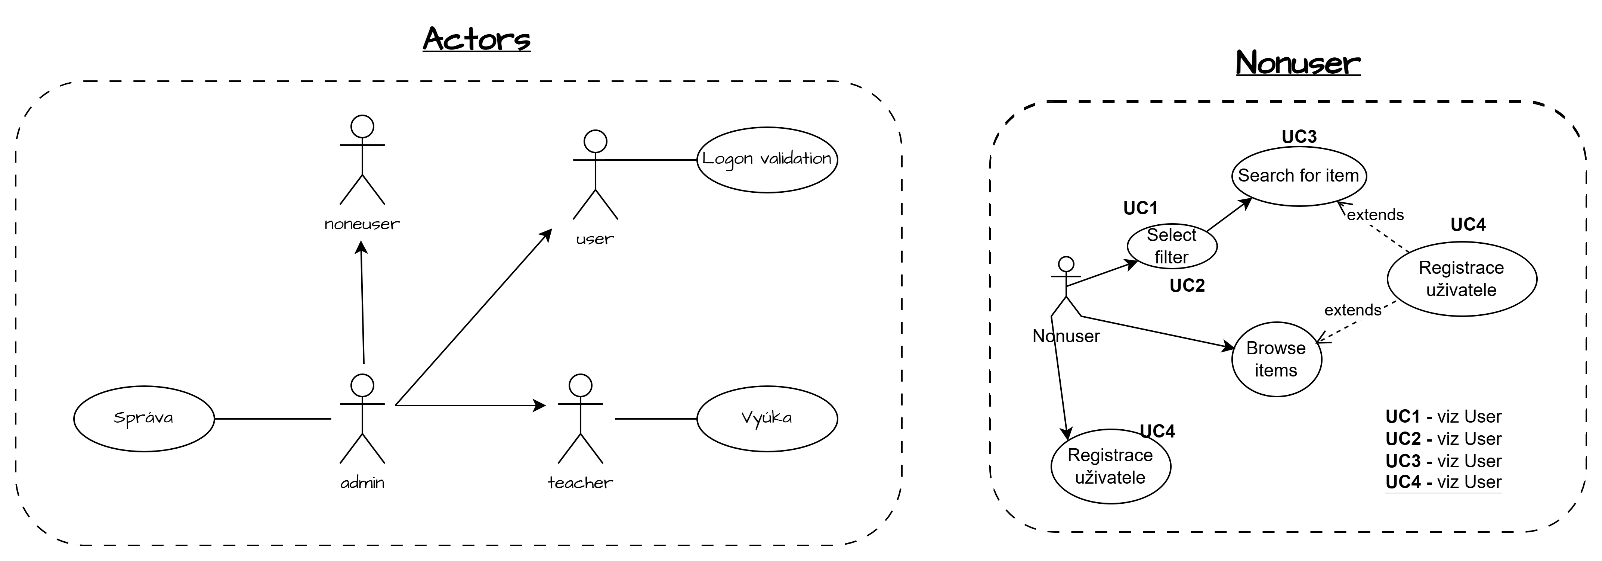 Actors
noneuser
user
Logon validation
Správa
admin
teacher
Vyúka
Nonuser
UC3
Search for item
UC1
Select
filter
UC2
extends
UC4
Registrace
uživatele
extends
Nonuser
Browse
items
UC4
Registrace
uživatele
UC1 - viz User
UC2 - viz User
UC3 - viz User
UC4 - viz User